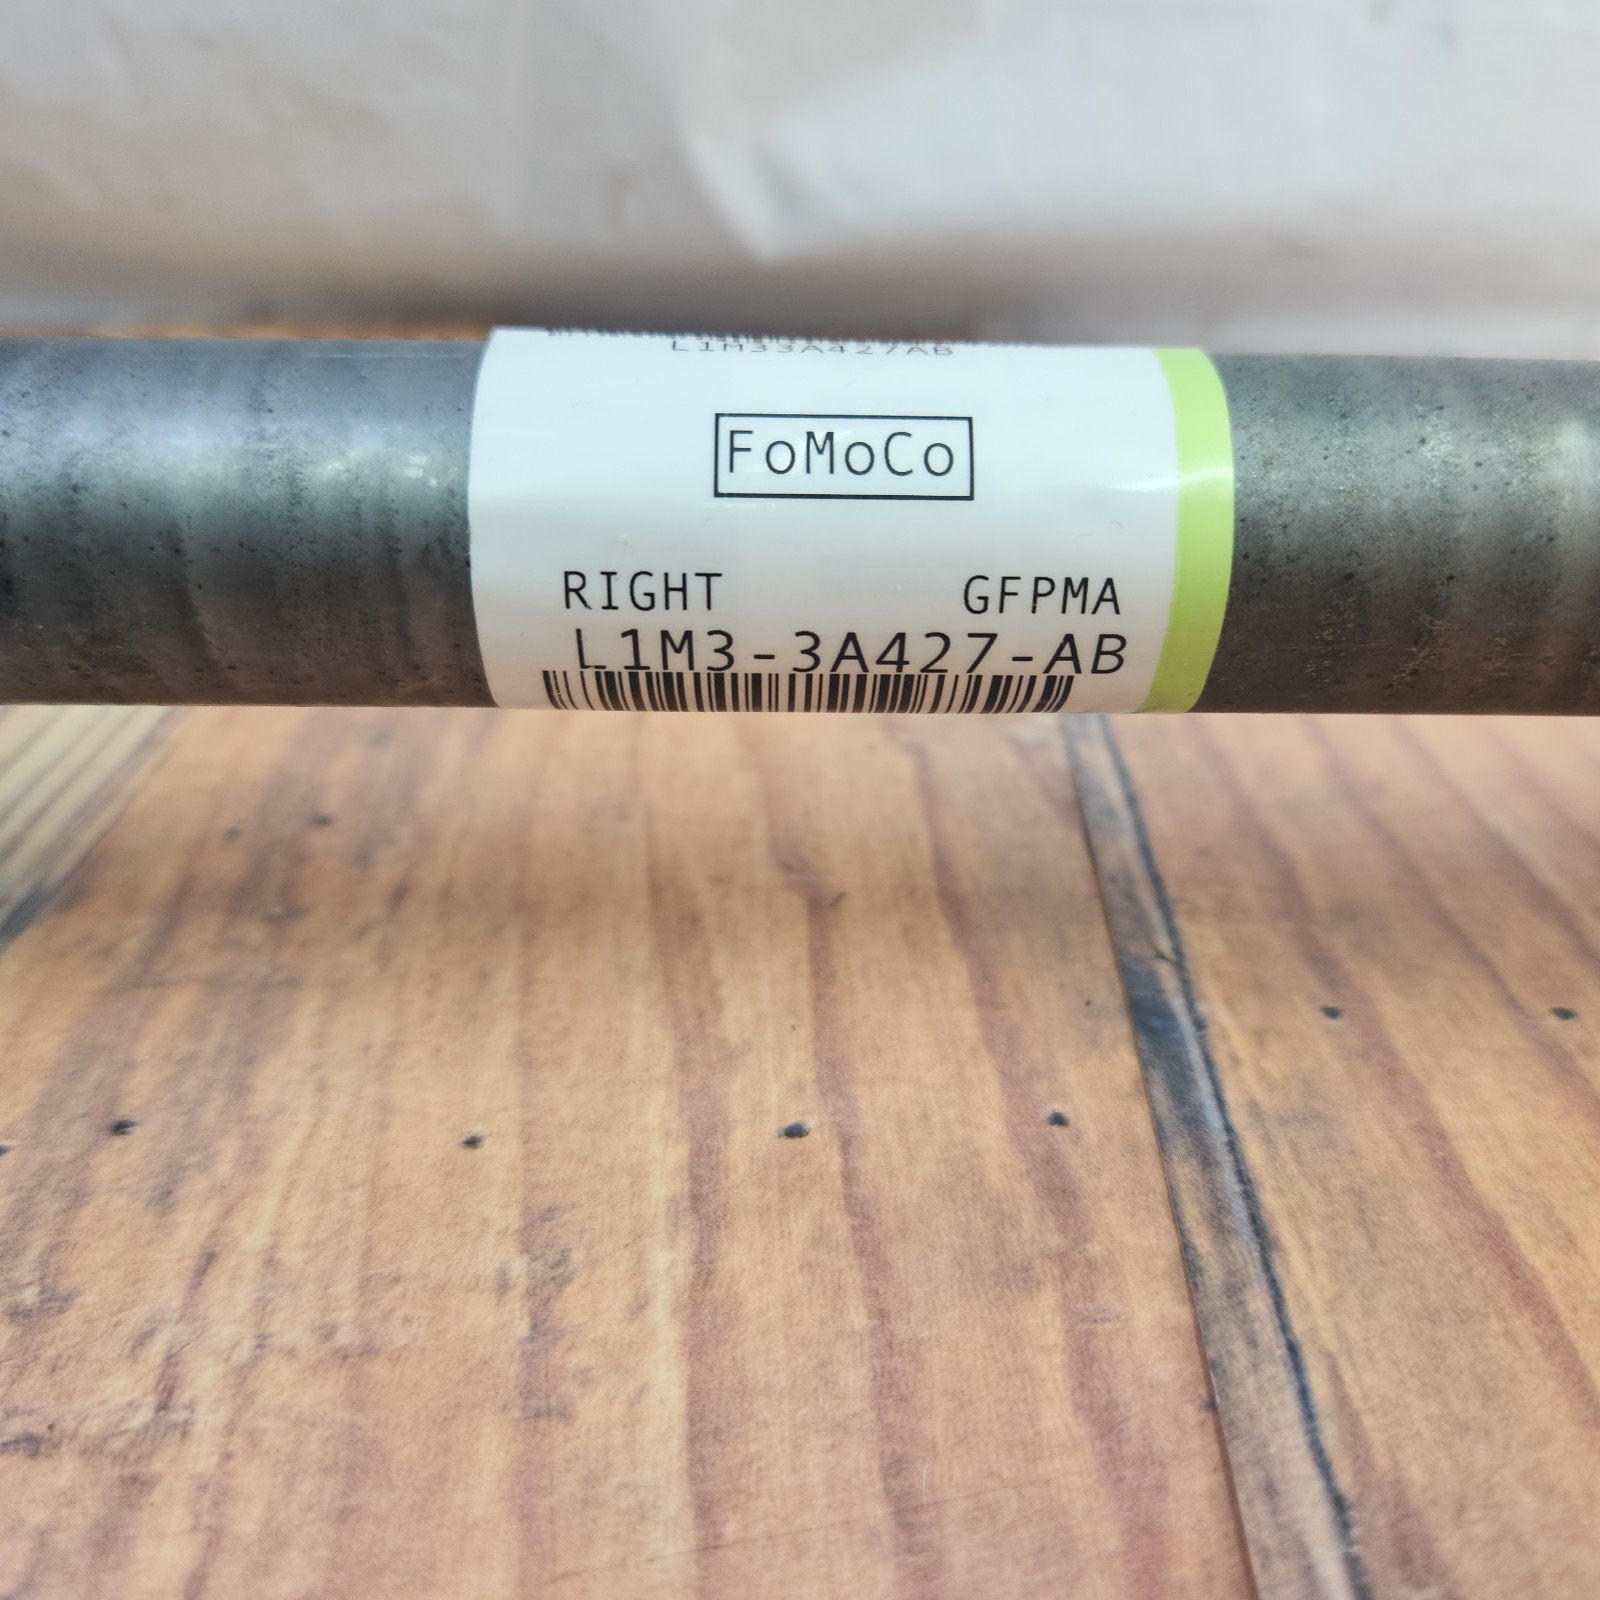 L1M33A427AB
FoMoCo
RIGHT GFPMA
L1M3-3A427-AB